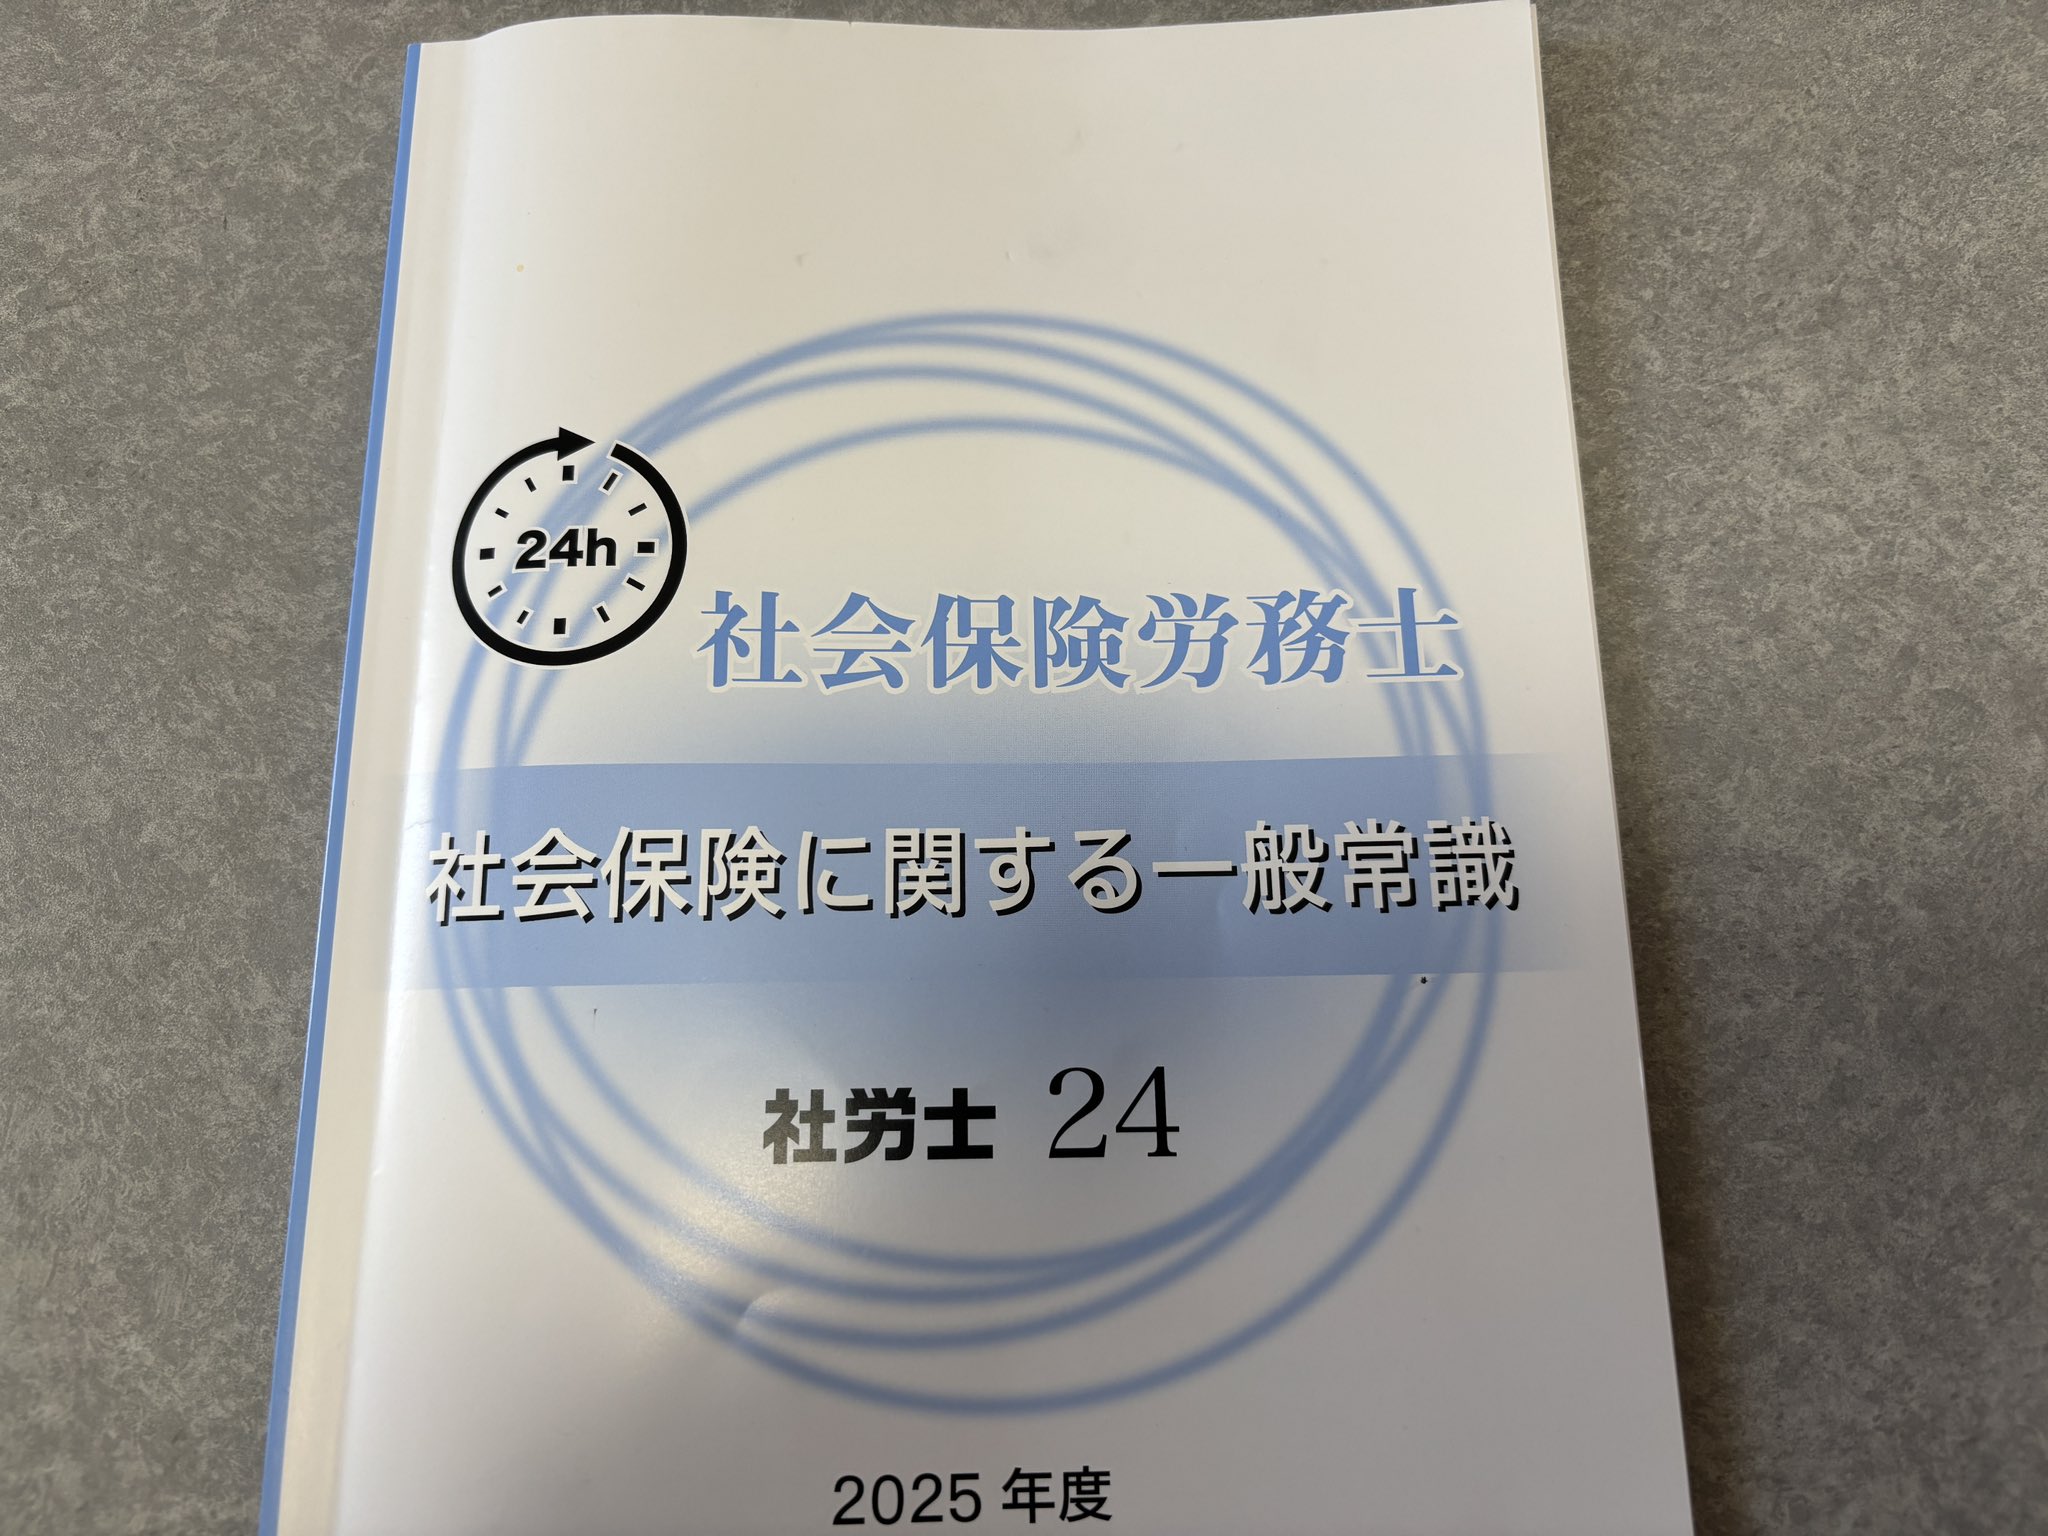 24h
社会保険労務士
社会保険に関する一般常識
社労士 24
2025 年度